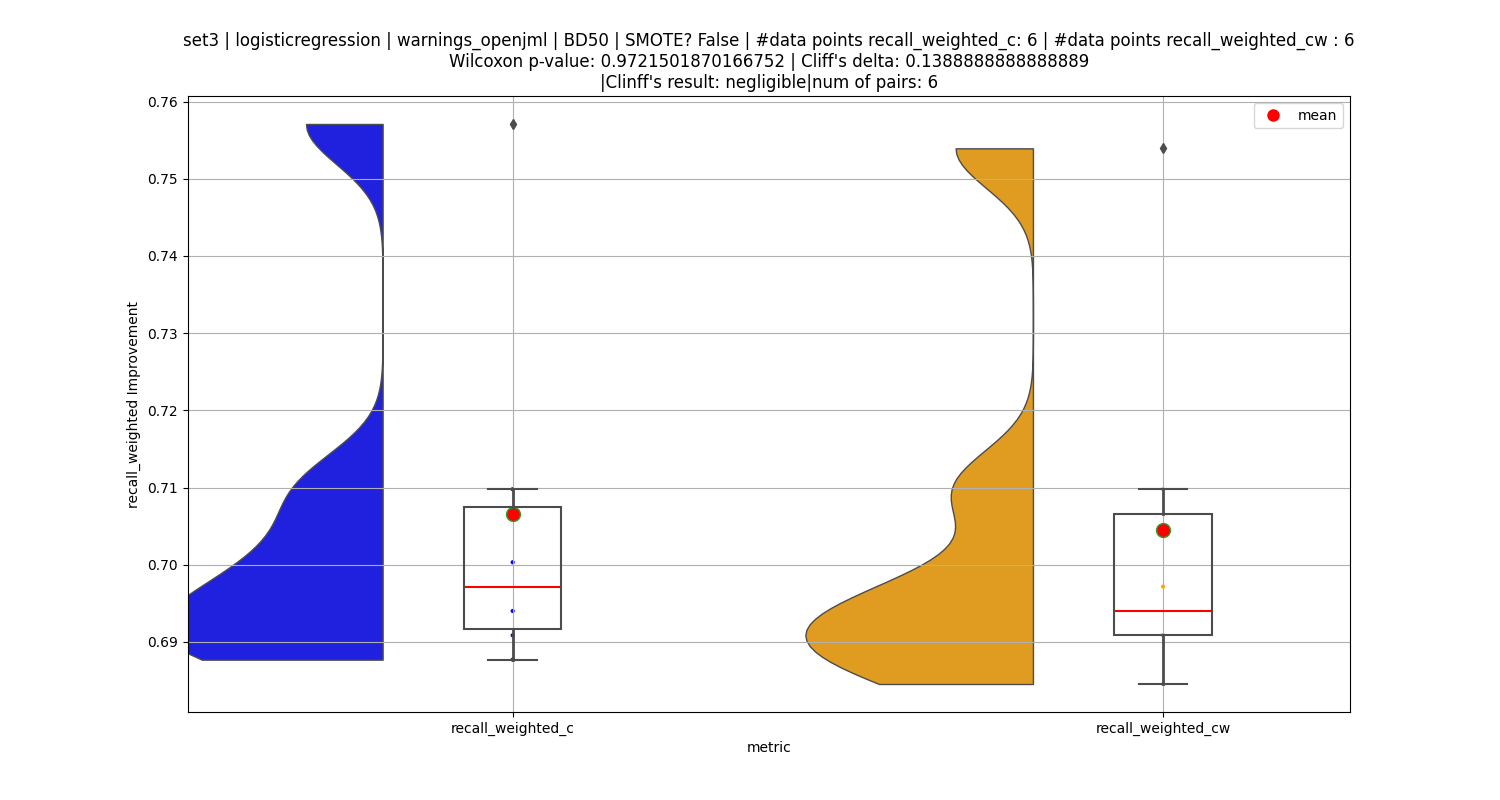 set3 | logisticregression | warnings_openjml | BD50 | SMOTE? False | #data points recall_weighted_c: 6 | #data points recall_weighted_cw : 6
Wilcoxon p-value: 0.9721501870166752 | Cliff's delta: 0.1388888888888889
|Clinff's result: negligible|num of pairs: 6
mean
0.76
0.75
0.74
0.73
0.72
0.71
0.70
0.69
recall_weighted Improvement
recall_weighted_c
recall_weighted_cw
metric